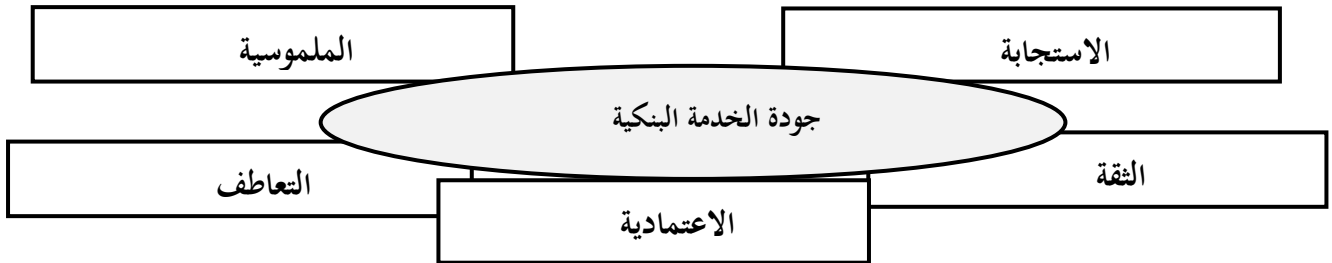 الاستجابة
الملموسية
جودة الخدمة البنكية
الثقة
التعاطف
الاعتمادية